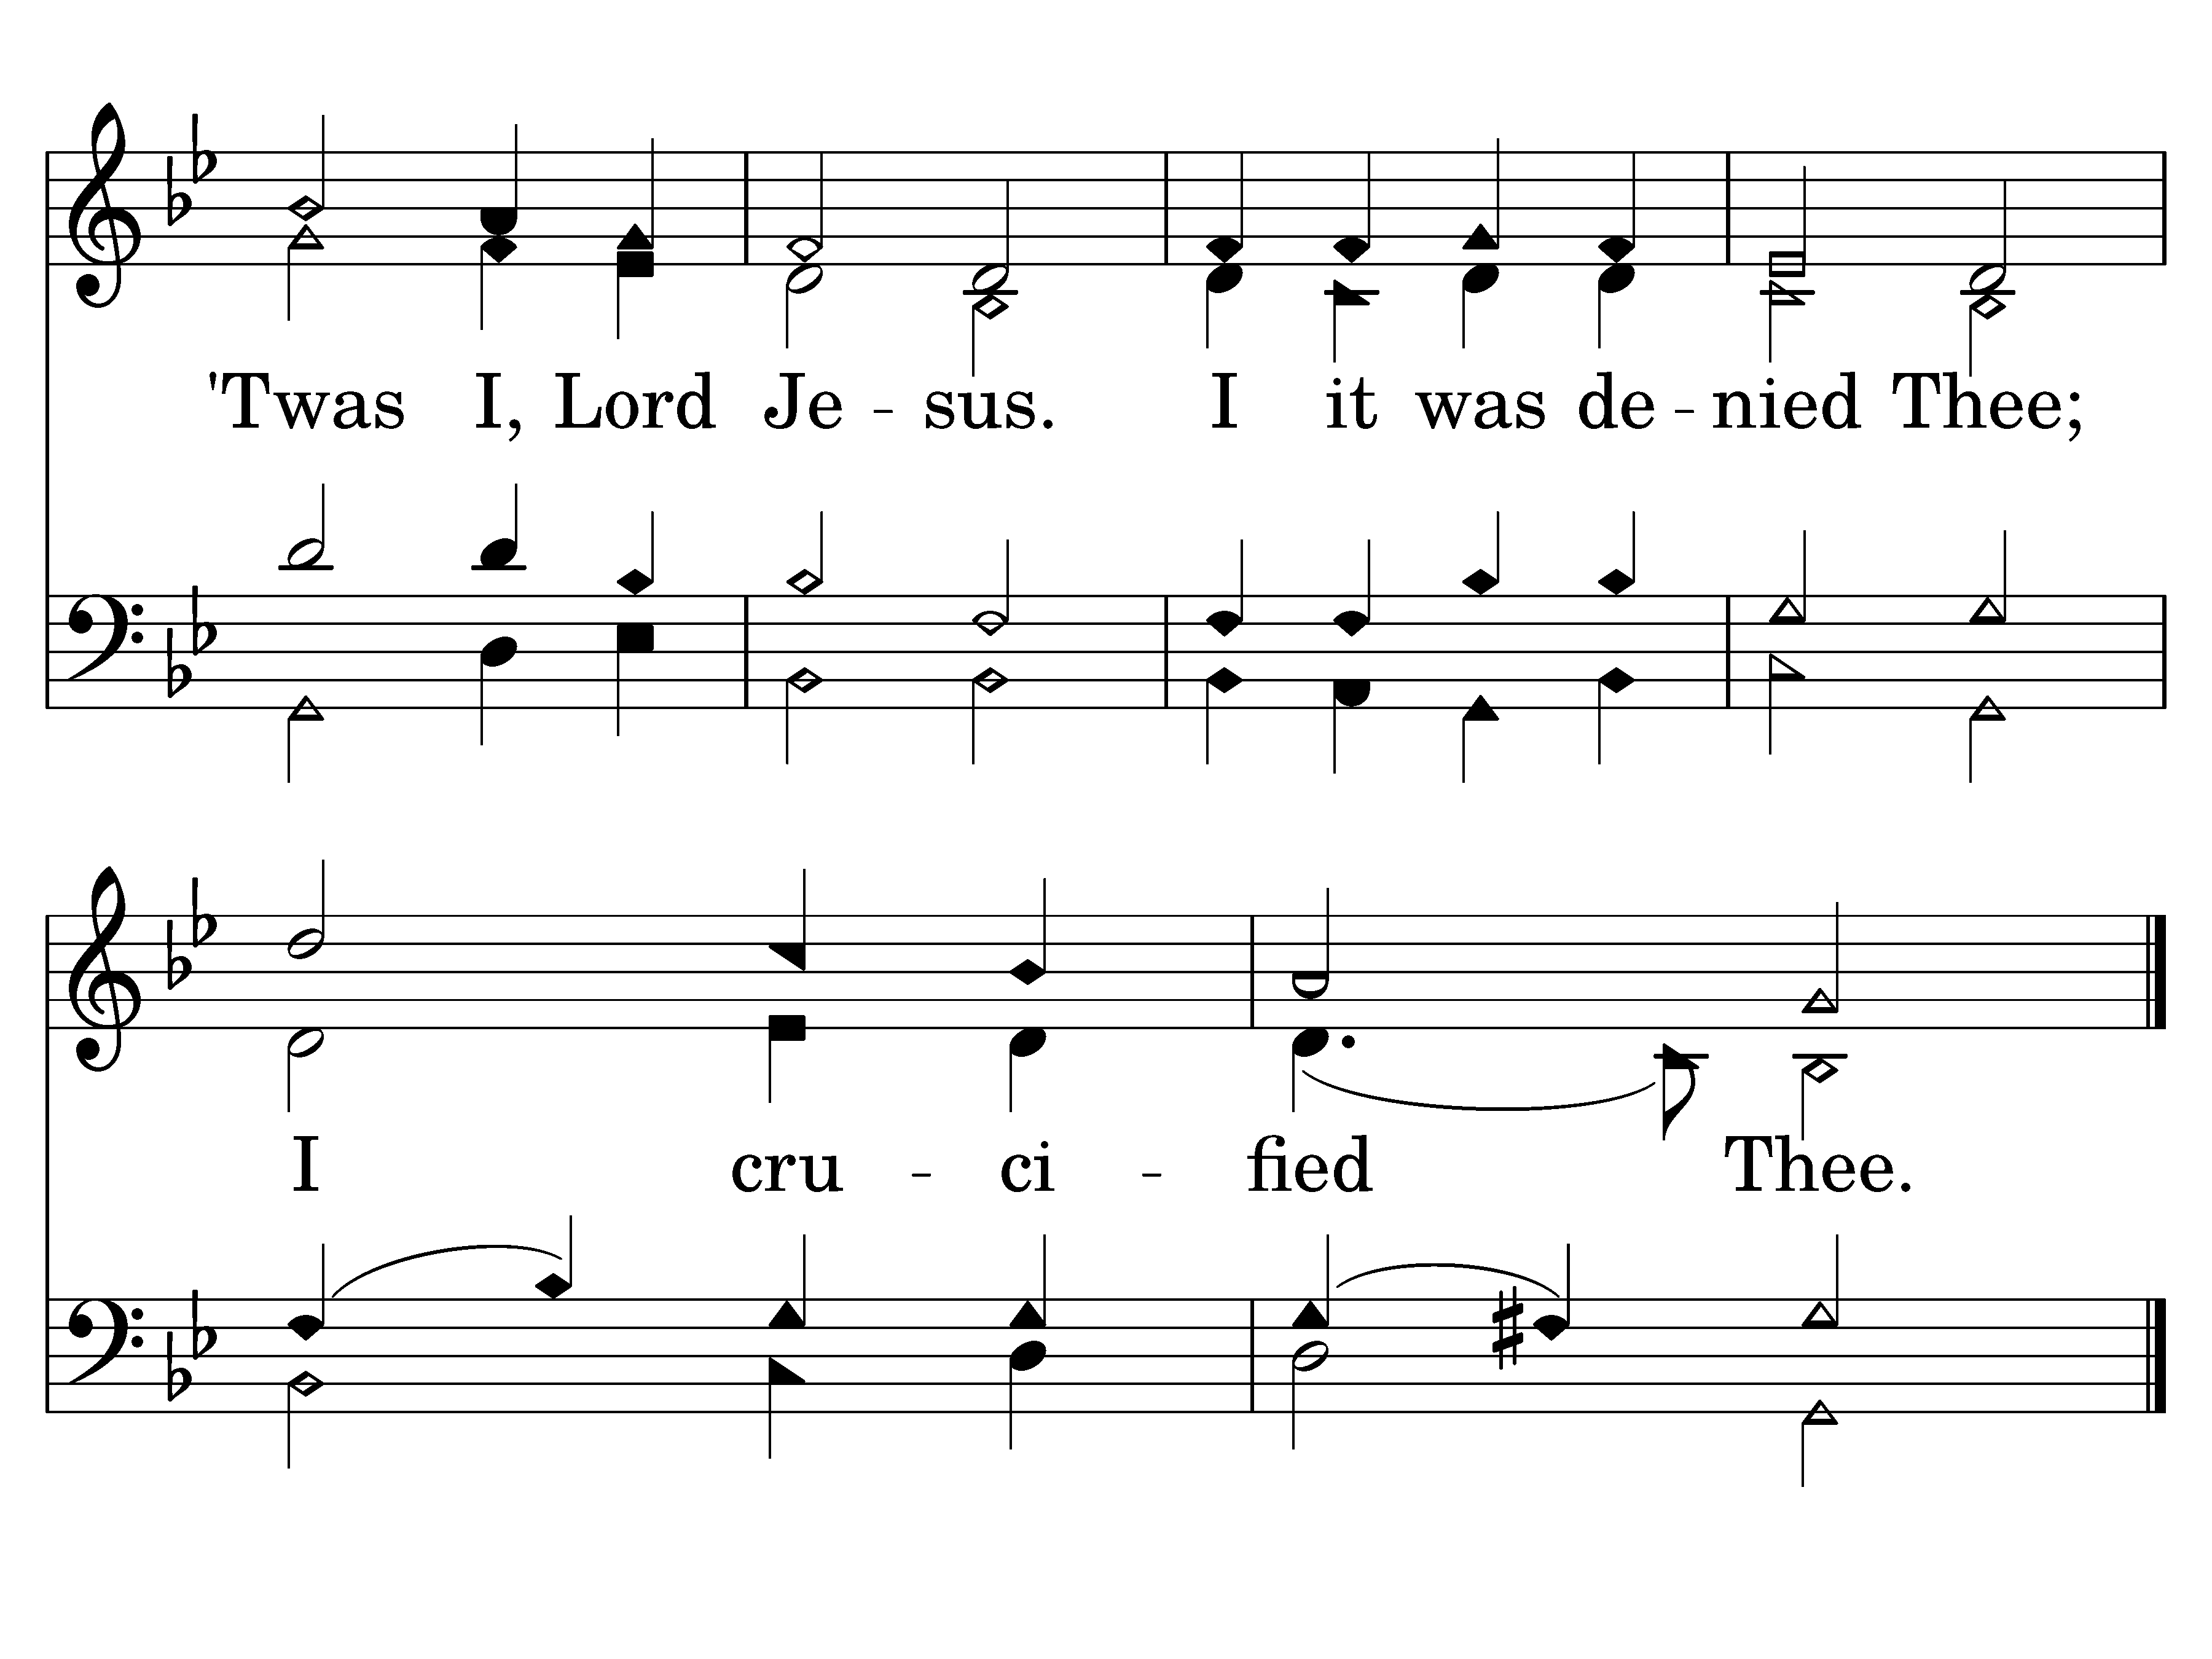 'Twas I, Lord Je - sus. I it was de - nied Thee;
I cru - ci - fied Thee.